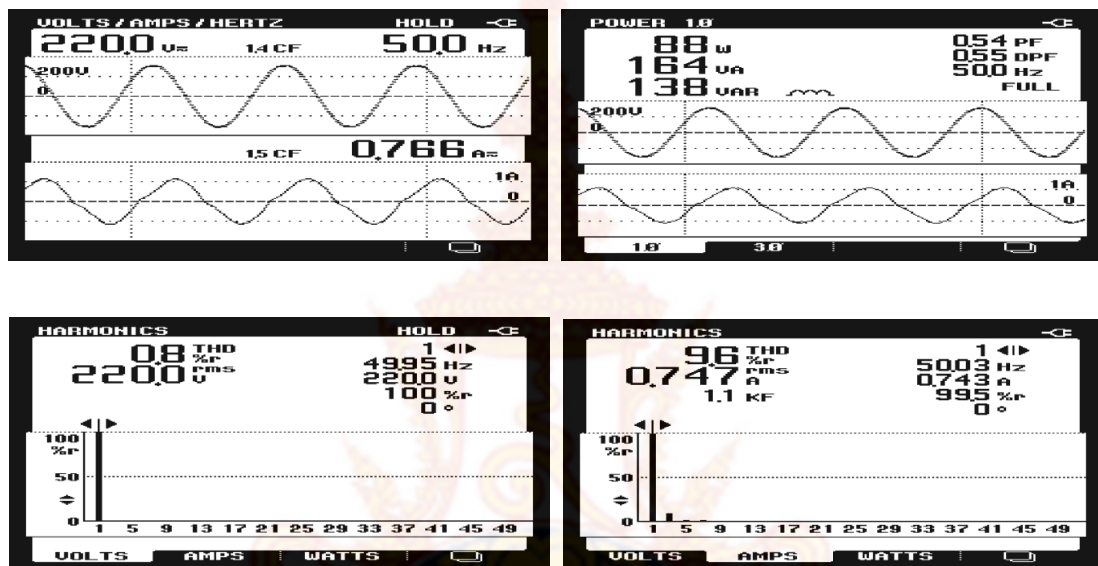 VOLTS/AMPS/HERTZ HOLD
220.0 V≂ 1.4 CF 50.0 Hz
200V
0
1.5 CF 0.766 A≂
1A
0
POWER 1.0
88 W 0.54 PF
164 VA 0.55 DPF
138 VAR 50.0 Hz
FULL
200V
0
1A
0
1.0 3.0
HARMONICS HOLD
0.8 THD %r 1
220.0 rms V 49.95 Hz
220.0 V
100 %r
0 °
100
%r
50
0
1 5 9 13 17 21 25 29 33 37 41 45 49
VOLTS AMPS WATTS
HARMONICS
9.6 THD %r 1
0.747 rms A 50.03 Hz
1.1 KF 0.743 A
99.5 %r
0 °
100
%r
50
0
1 5 9 13 17 21 25 29 33 37 41 45 49
VOLTS AMPS WATTS